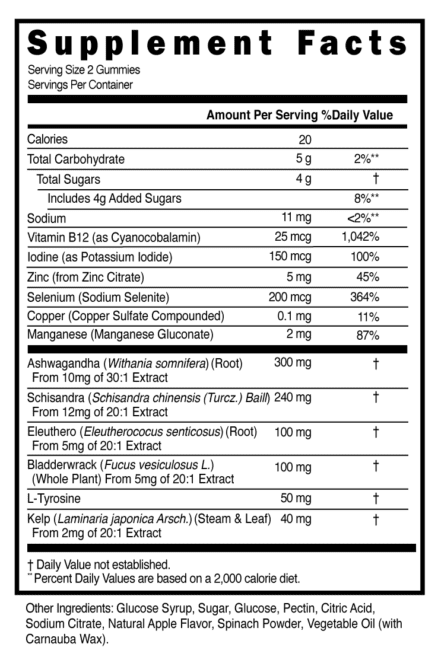 Supplement Facts
Serving Size 2 Gummies
Servings Per Container
Amount Per Serving %Daily Value
Calories 20
Total Carbohydrate 5 g 2%**
Total Sugars 4 g †
Includes 4g Added Sugars 8%**
Sodium 11 mg <2%**
Vitamin B12 (as Cyanocobalamin) 25 mcg 1,042%
Iodine (as Potassium Iodide) 150 mcg 100%
Zinc (from Zinc Citrate) 5 mg 45%
Selenium (Sodium Selenite) 200 mcg 364%
Copper (Copper Sulfate Compounded) 0.1 mg 11%
Manganese (Manganese Gluconate) 2 mg 87%
Ashwagandha (Withania somnifera) (Root) 300 mg †
From 10mg of 30:1 Extract
Schisandra (Schisandra chinensis (Turcz.) Baill) 240 mg †
From 12mg of 20:1 Extract
Eleuthero (Eleutherococus senticosus) (Root) 100 mg †
From 5mg of 20:1 Extract
Bladderwrack (Fucus vesiculosus L.) 100 mg †
(Whole Plant) From 5mg of 20:1 Extract
L-Tyrosine 50 mg †
Kelp (Laminaria japonica Arsch.) (Steam & Leaf) 40 mg †
From 2mg of 20:1 Extract
† Daily Value not established.
**Percent Daily Values are based on a 2,000 calorie diet.
Other Ingredients: Glucose Syrup, Sugar, Glucose, Pectin, Citric Acid,
Sodium Citrate, Natural Apple Flavor, Spinach Powder, Vegetable Oil (with
Carnauba Wax).